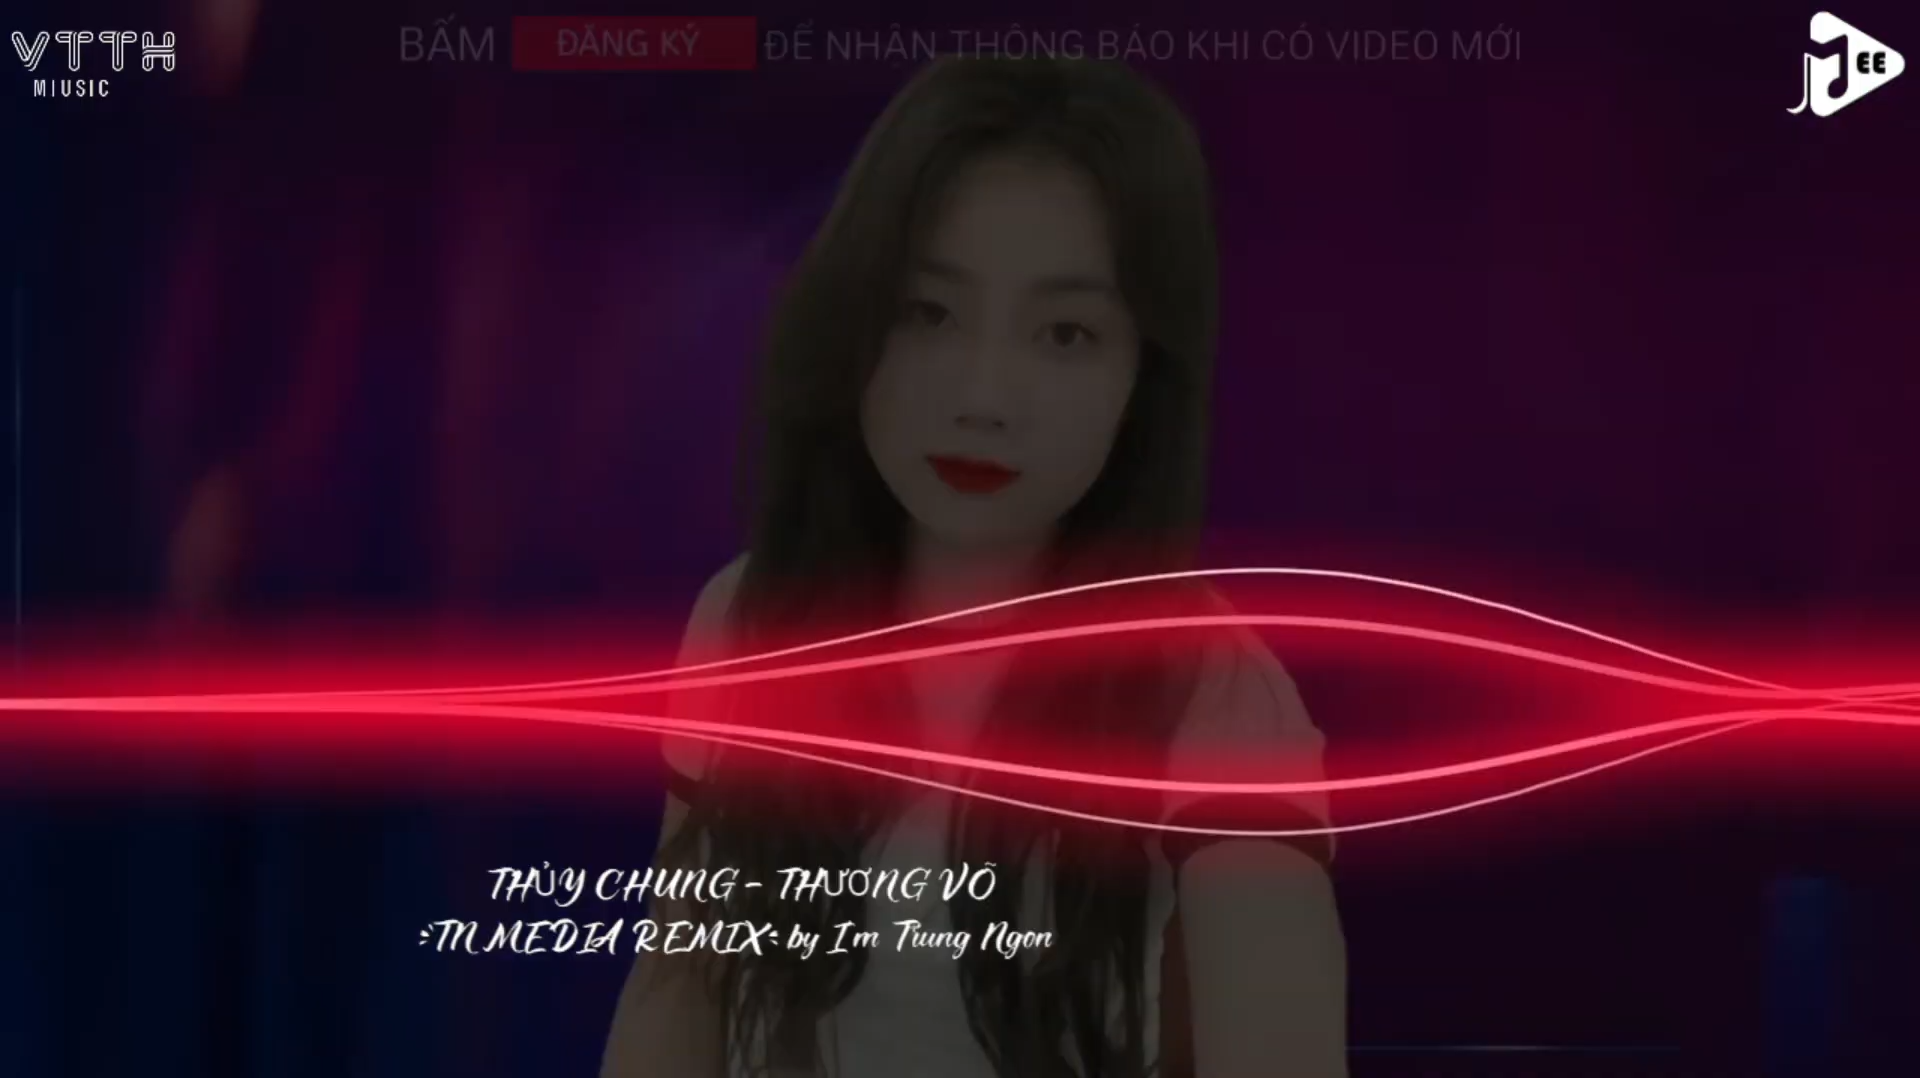 BẤM ĐĂNG KÝ ĐỂ NHẬN THÔNG BÁO KHI CÓ VIDEO MỚI
VTTH
MIUSIC
EE
THỦY CHUNG - THƯƠNG VÕ
TN MEDIA REMIX by Im Trung Ngon